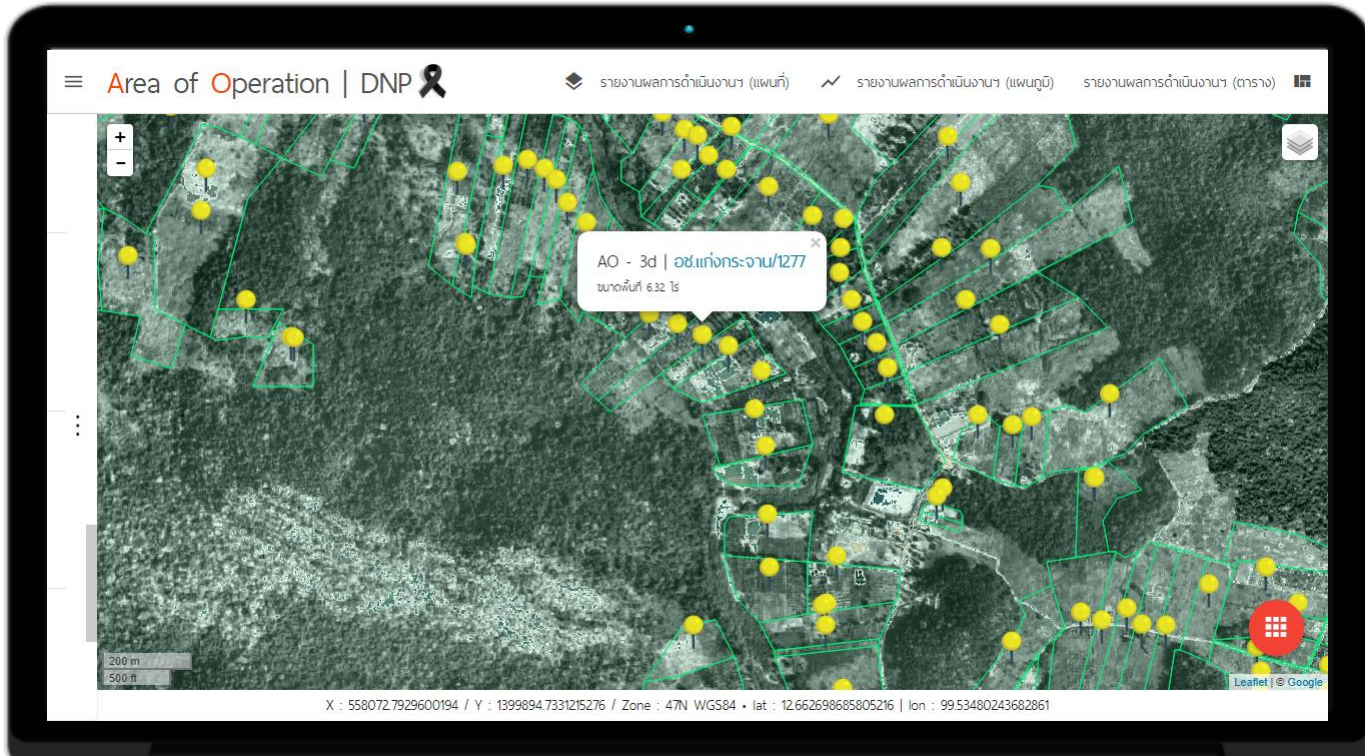 Area of Operation | DNP
รายงานผลการดำเนินงานฯ (แผนที่)
รายงานผลการดำเนินงานฯ (แผนภูมิ)
รายงานผลการดำเนินงานฯ (ตาราง)
+
−
×
AO - 3d | อช.แก่งกระจาน/1277
ขนาดพื้นที่ 6.32 ไร่
200 m
500 ft
Leaflet | © Google
X : 558072.7929600194 / Y : 1399894.7331215276 / Zone : 47N WGS84 • lat : 12.662698685805216 | lon : 99.53480243682861